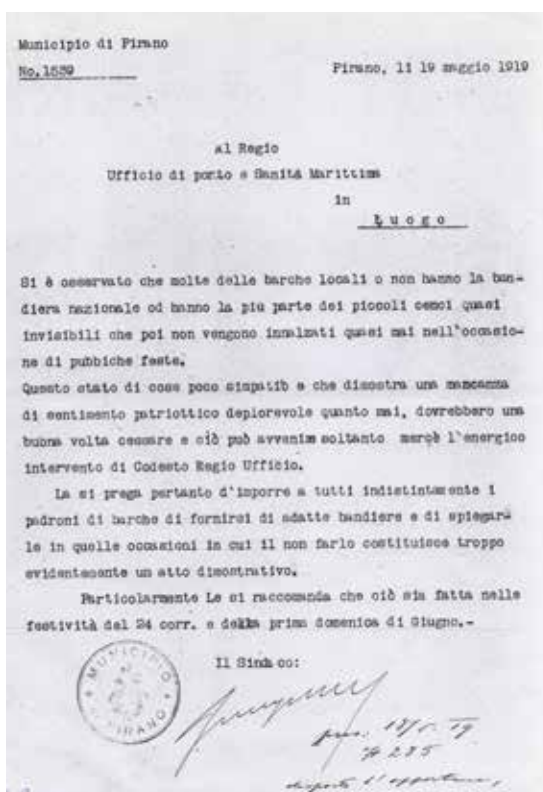 Municipio di Pirano
No.1539
Pirano, li 19 maggio 1919
al Regio
Ufficio di porto e Sanitá Marittima
in
Luogo
Si è osservato che molte delle barche locali o non hanno la ban-
diera nazionale od hanno la più parte dei piccoli cenci quasi
invisibili che poi non vengono innalzati quasi mai nell'occasio-
ne di pubbiche feste.
Questo stato di cose poco simpatib e che dimostra una mancanza
di sentimento patriottico deplorevole quanto mai, dovrebbero una
buona volta cessare e ciò può avvenire soltanto mercè l'energico
intervento di Codesto Regio Ufficio.
La si prega pertanto d'imporre a tutti indistintamente i
padroni di barche di fornirsi di adatte bandiere e di spiegar-
le in quelle occasioni in cui il non farlo costituisce troppo
evidentemente un atto dimostrativo.
Particolarmente Le si raccomanda che ciò sia fatta nelle
festività del 24 corr. e della prima domenica di Giugno.-
Il Sindaco:
MUNICIPIO
PIRANO
285